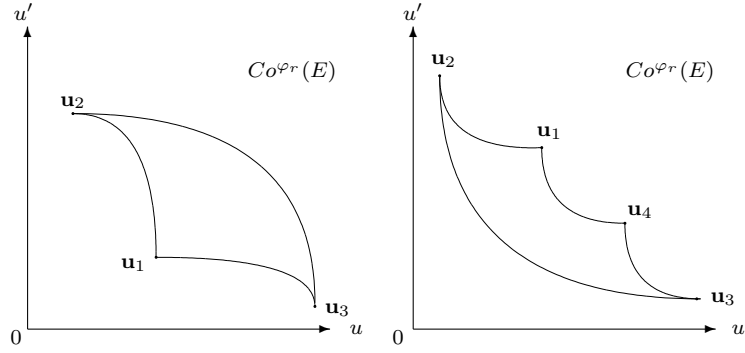 u′
Co^{φ_r}(E)
u₂
u₁
u₃
0
u
u′
Co^{φ_r}(E)
u₂
u₁
u₄
u₃
0
u